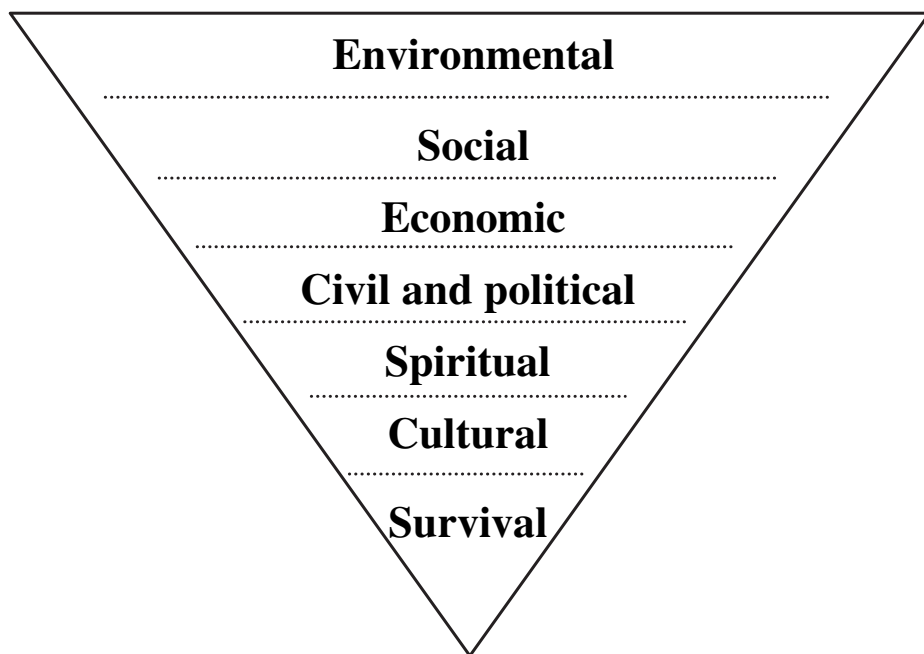 Environmental
Social
Economic
Civil and political
Spiritual
Cultural
Survival